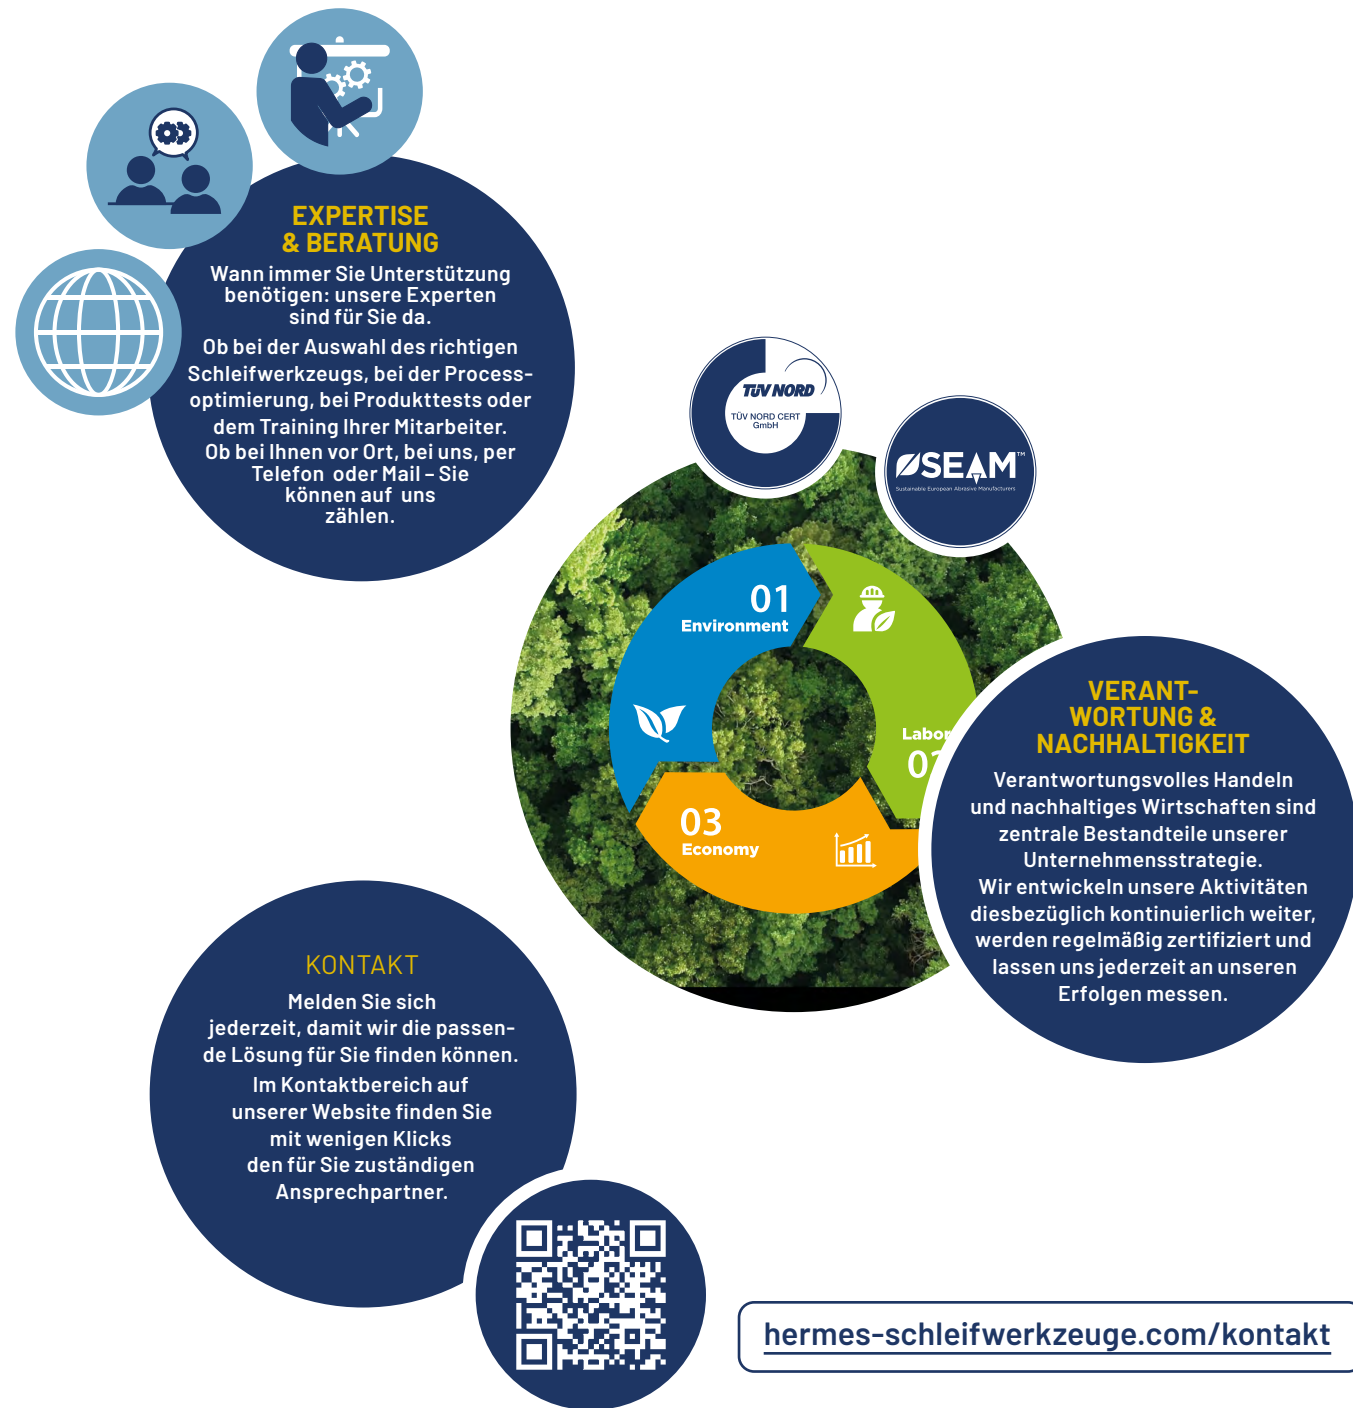 EXPERTISE
& BERATUNG
Wann immer Sie Unterstützung
benötigen: unsere Experten
sind für Sie da.
Ob bei der Auswahl des richtigen
Schleifwerkzeugs, bei der Process-
optimierung, bei Produkttests oder
dem Training Ihrer Mitarbeiter.
Ob bei Ihnen vor Ort, bei uns, per
Telefon oder Mail – Sie
können auf uns
zählen.
TÜV NORD
TÜV NORD CERT
GmbH
SEAM™
Sustainable European Abrasive Manufacturers
01
Environment
Labor
03
Economy
VERANT-
WORTUNG &
NACHHALTIGKEIT
Verantwortungsvolles Handeln
und nachhaltiges Wirtschaften sind
zentrale Bestandteile unserer
Unternehmensstrategie.
Wir entwickeln unsere Aktivitäten
diesbezüglich kontinuierlich weiter,
werden regelmäßig zertifiziert und
lassen uns jederzeit an unseren
Erfolgen messen.
KONTAKT
Melden Sie sich
jederzeit, damit wir die passen-
de Lösung für Sie finden können.
Im Kontaktbereich auf
unserer Website finden Sie
mit wenigen Klicks
den für Sie zuständigen
Ansprechpartner.
hermes-schleifwerkzeuge.com/kontakt